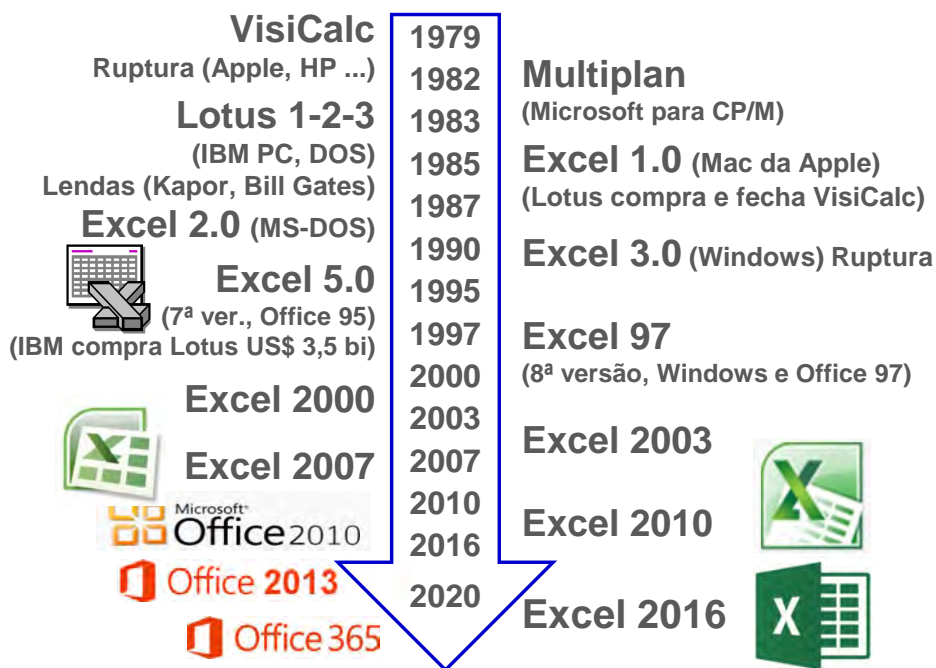 VisiCalc
Ruptura (Apple, HP ...)
Lotus 1-2-3
(IBM PC, DOS)
Lendas (Kapor, Bill Gates)
Excel 2.0 (MS-DOS)
Excel 5.0
(7ª ver., Office 95)
(IBM compra Lotus US$ 3,5 bi)
Excel 2000
Excel 2007
Microsoft
Office 2010
Office 2013
Office 365
1979
1982
1983
1985
1987
1990
1995
1997
2000
2003
2007
2010
2016
2020
Multiplan
(Microsoft para CP/M)
Excel 1.0 (Mac da Apple)
(Lotus compra e fecha VisiCalc)
Excel 3.0 (Windows) Ruptura
Excel 97
(8ª versão, Windows e Office 97)
Excel 2003
Excel 2010
Excel 2016